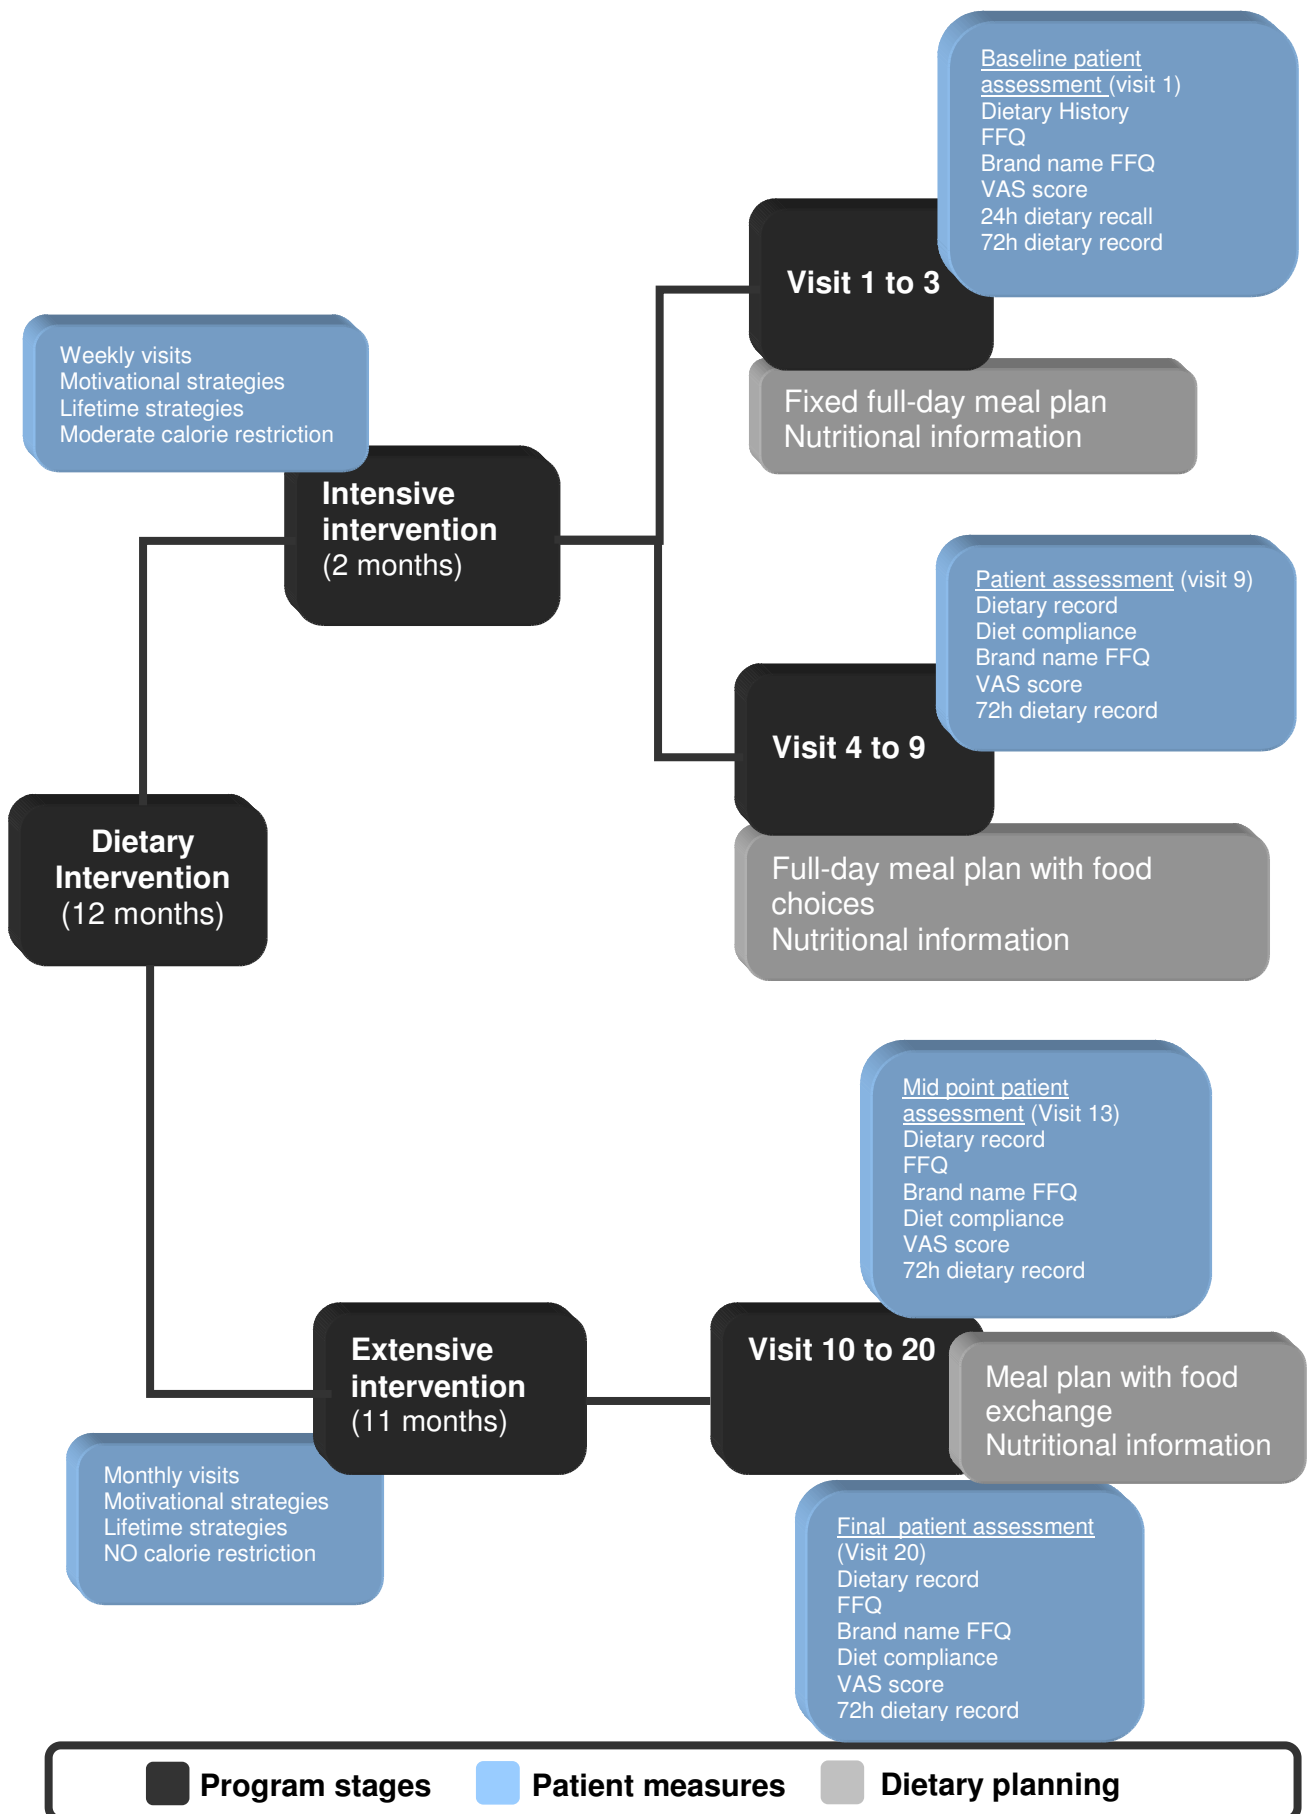 Baseline patient
assessment (visit 1)
Dietary History
FFQ
Brand name FFQ
VAS score
24h dietary recall
72h dietary record
Visit 1 to 3
Fixed full-day meal plan
Nutritional information
Weekly visits
Motivational strategies
Lifetime strategies
Moderate calorie restriction
Intensive
intervention
(2 months)
Patient assessment (visit 9)
Dietary record
Diet compliance
Brand name FFQ
VAS score
72h dietary record
Visit 4 to 9
Full-day meal plan with food
choices
Nutritional information
Dietary
Intervention
(12 months)
Mid point patient
assessment (Visit 13)
Dietary record
FFQ
Brand name FFQ
Diet compliance
VAS score
72h dietary record
Extensive
intervention
(11 months)
Visit 10 to 20
Meal plan with food
exchange
Nutritional information
Monthly visits
Motivational strategies
Lifetime strategies
NO calorie restriction
Final patient assessment
(Visit 20)
Dietary record
FFQ
Brand name FFQ
Diet compliance
VAS score
72h dietary record
Program stages
Patient measures
Dietary planning